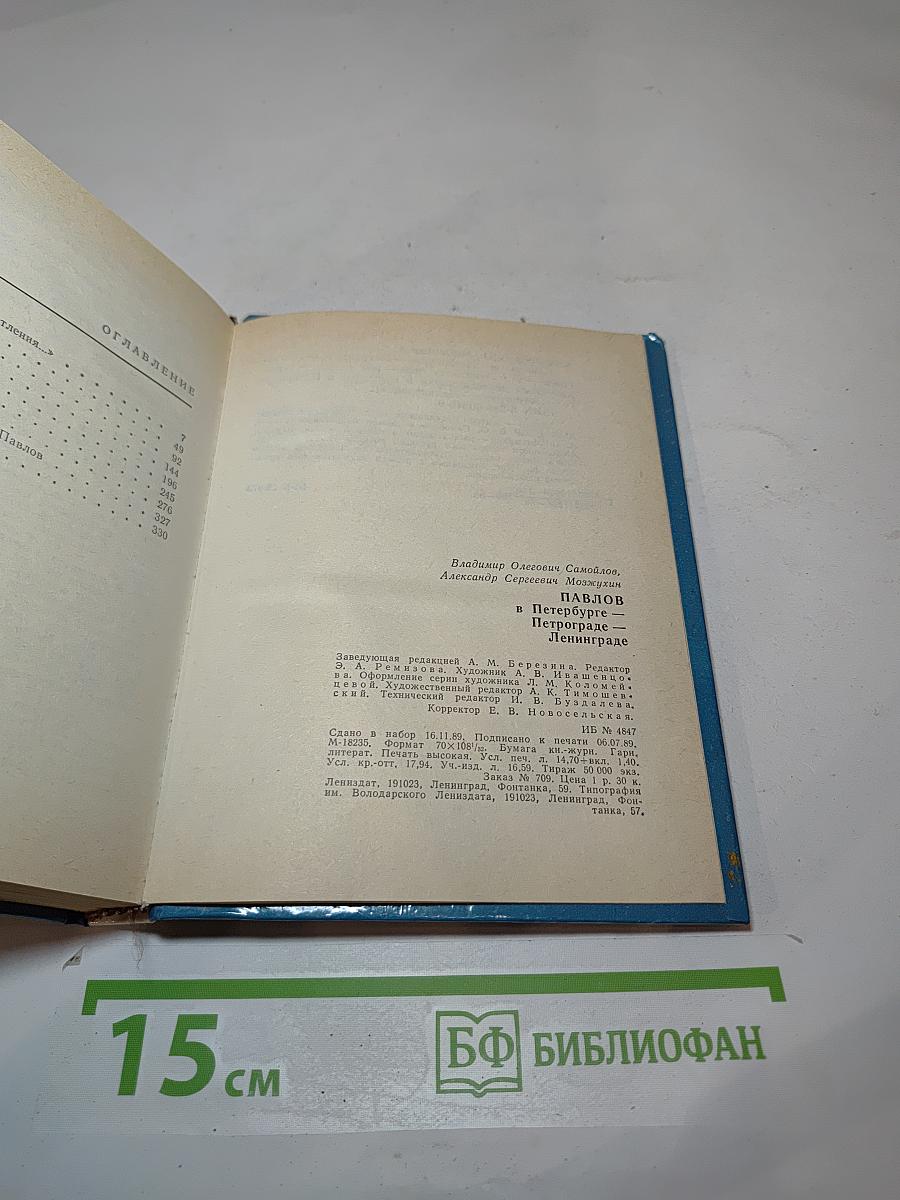 ОГЛАВЛЕНИЕ
тления...»
7
49
92
144
Павлов
196
245
276
327
330
Владимир Олегович Самойлов,
Александр Сергеевич Мозжухин
ПАВЛОВ
в Петербурге —
Петрограде —
Ленинграде
Заведующая редакцией А. М. Березина. Редактор
Э. А. Ремизова. Художник А. В. Иващенцо-
ва. Оформление серии художника Л. М. Коломей-
цевой. Художественный редактор А. К. Тимошев-
ский. Технический редактор И. В. Буздалева.
Корректор Е. В. Новосельская.
ИБ № 4847
Сдано в набор 16.11.89. Подписано к печати 06.07.89.
М-18235. Формат 70×108¹/₃₂. Бумага кн.-журн. Гарн.
литерат. Печать высокая. Усл. печ. л. 14,70+вкл. 1,40.
Усл. кр.-отт. 17,94. Уч.-изд. л. 16,59. Тираж 50 000 экз.
Заказ № 709. Цена 1 р. 30 к.
Лениздат, 191023, Ленинград, Фонтанка, 59. Типография
им. Володарского Лениздата, 191023, Ленинград, Фон-
танка, 57.
15 см
БФ БИБЛИОФАН